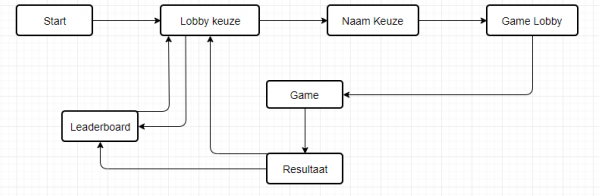 Start
Lobby keuze
Naam Keuze
Game Lobby
Game
Leaderboard
Resultaat